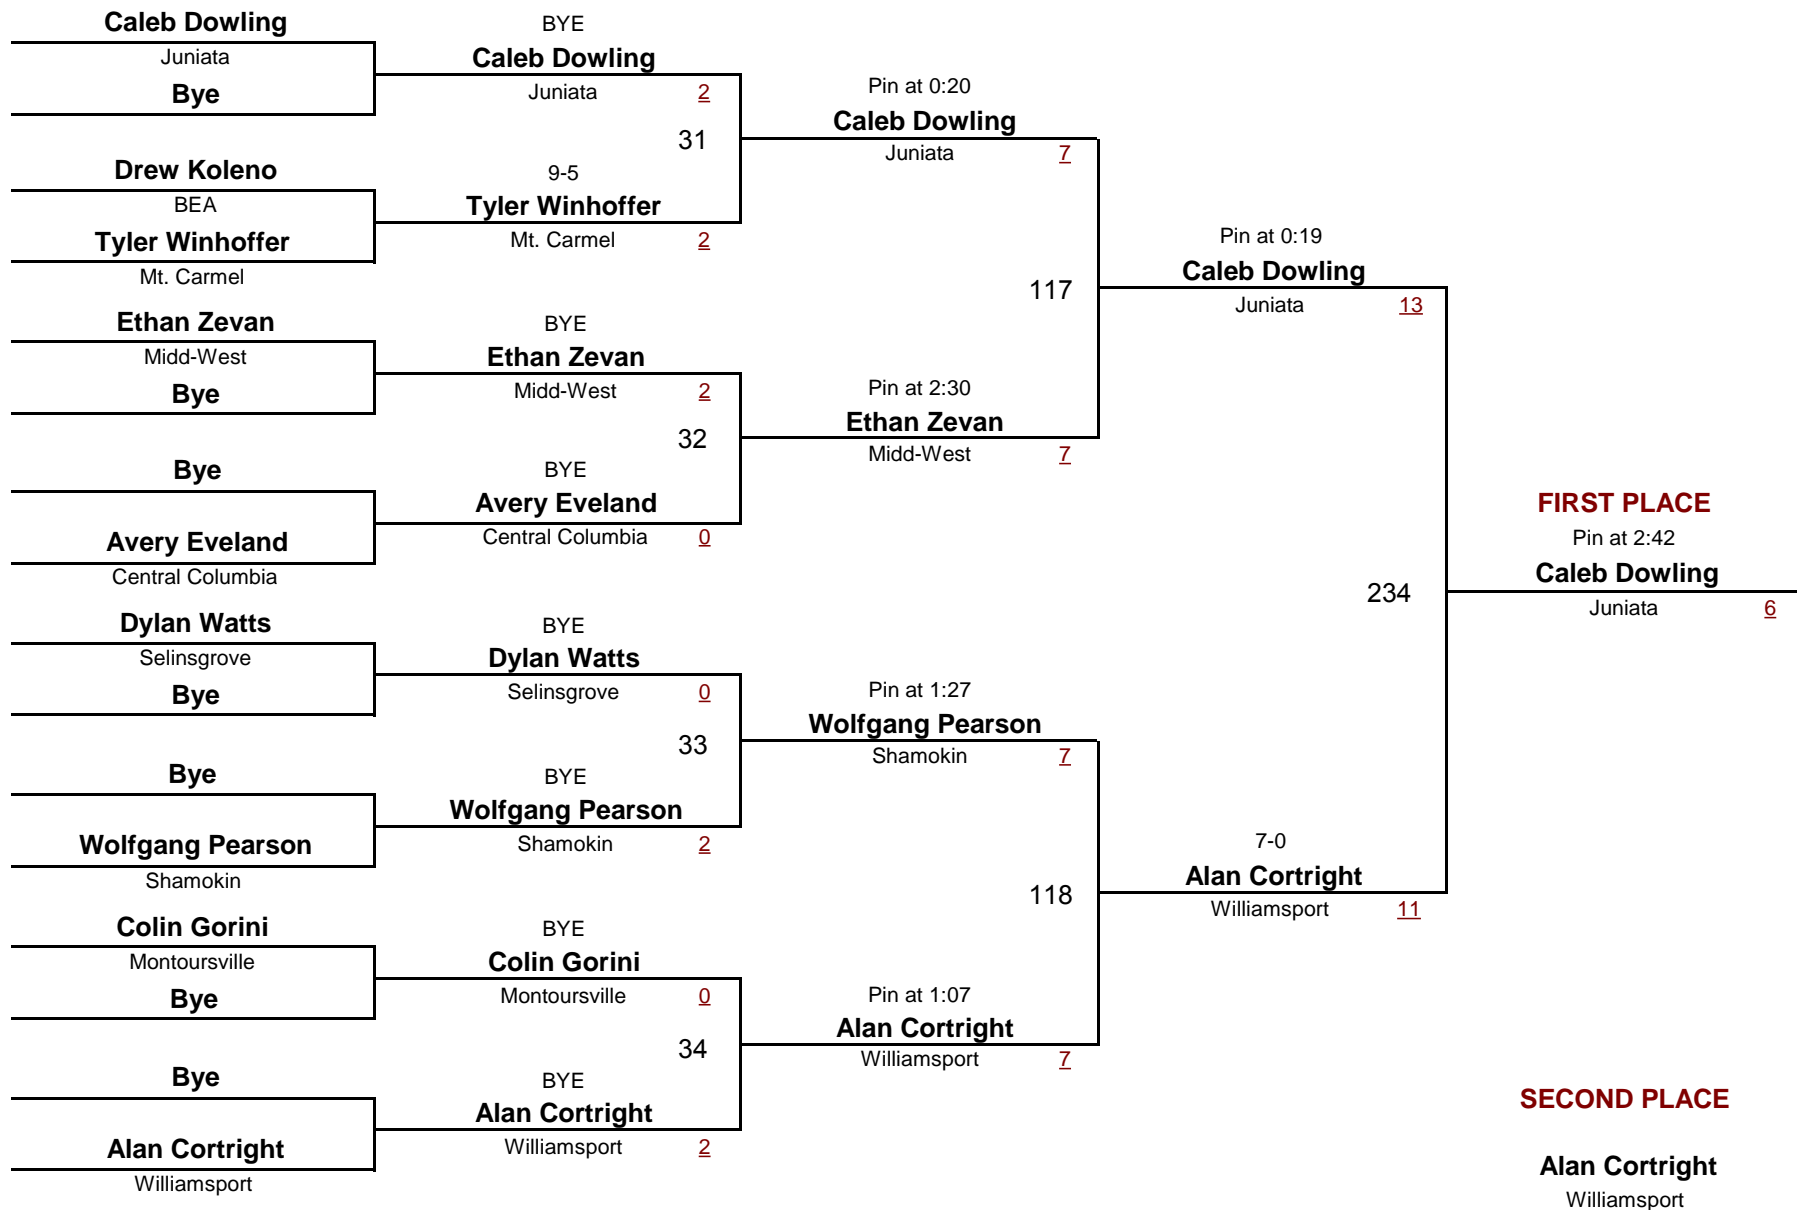 Caleb Dowling
Juniata
Bye
Drew Koleno
BEA
Tyler Winhoffer
Mt. Carmel
Ethan Zevan
Midd-West
Bye
Bye
Avery Eveland
Central Columbia
Dylan Watts
Selinsgrove
Bye
Bye
Wolfgang Pearson
Shamokin
Colin Gorini
Montoursville
Bye
Bye
Alan Cortright
Williamsport
BYE
Caleb Dowling
Juniata 2
31
9-5
Tyler Winhoffer
Mt. Carmel 2
BYE
Ethan Zevan
Midd-West 2
32
BYE
Avery Eveland
Central Columbia 0
BYE
Dylan Watts
Selinsgrove 0
33
BYE
Wolfgang Pearson
Shamokin 2
BYE
Colin Gorini
Montoursville 0
34
BYE
Alan Cortright
Williamsport 2
Pin at 0:20
Caleb Dowling
Juniata 7
117
Pin at 2:30
Ethan Zevan
Midd-West 7
Pin at 1:27
Wolfgang Pearson
Shamokin 7
118
Pin at 1:07
Alan Cortright
Williamsport 7
Pin at 0:19
Caleb Dowling
Juniata 13
234
7-0
Alan Cortright
Williamsport 11
FIRST PLACE
Pin at 2:42
Caleb Dowling
Juniata 6
SECOND PLACE
Alan Cortright
Williamsport